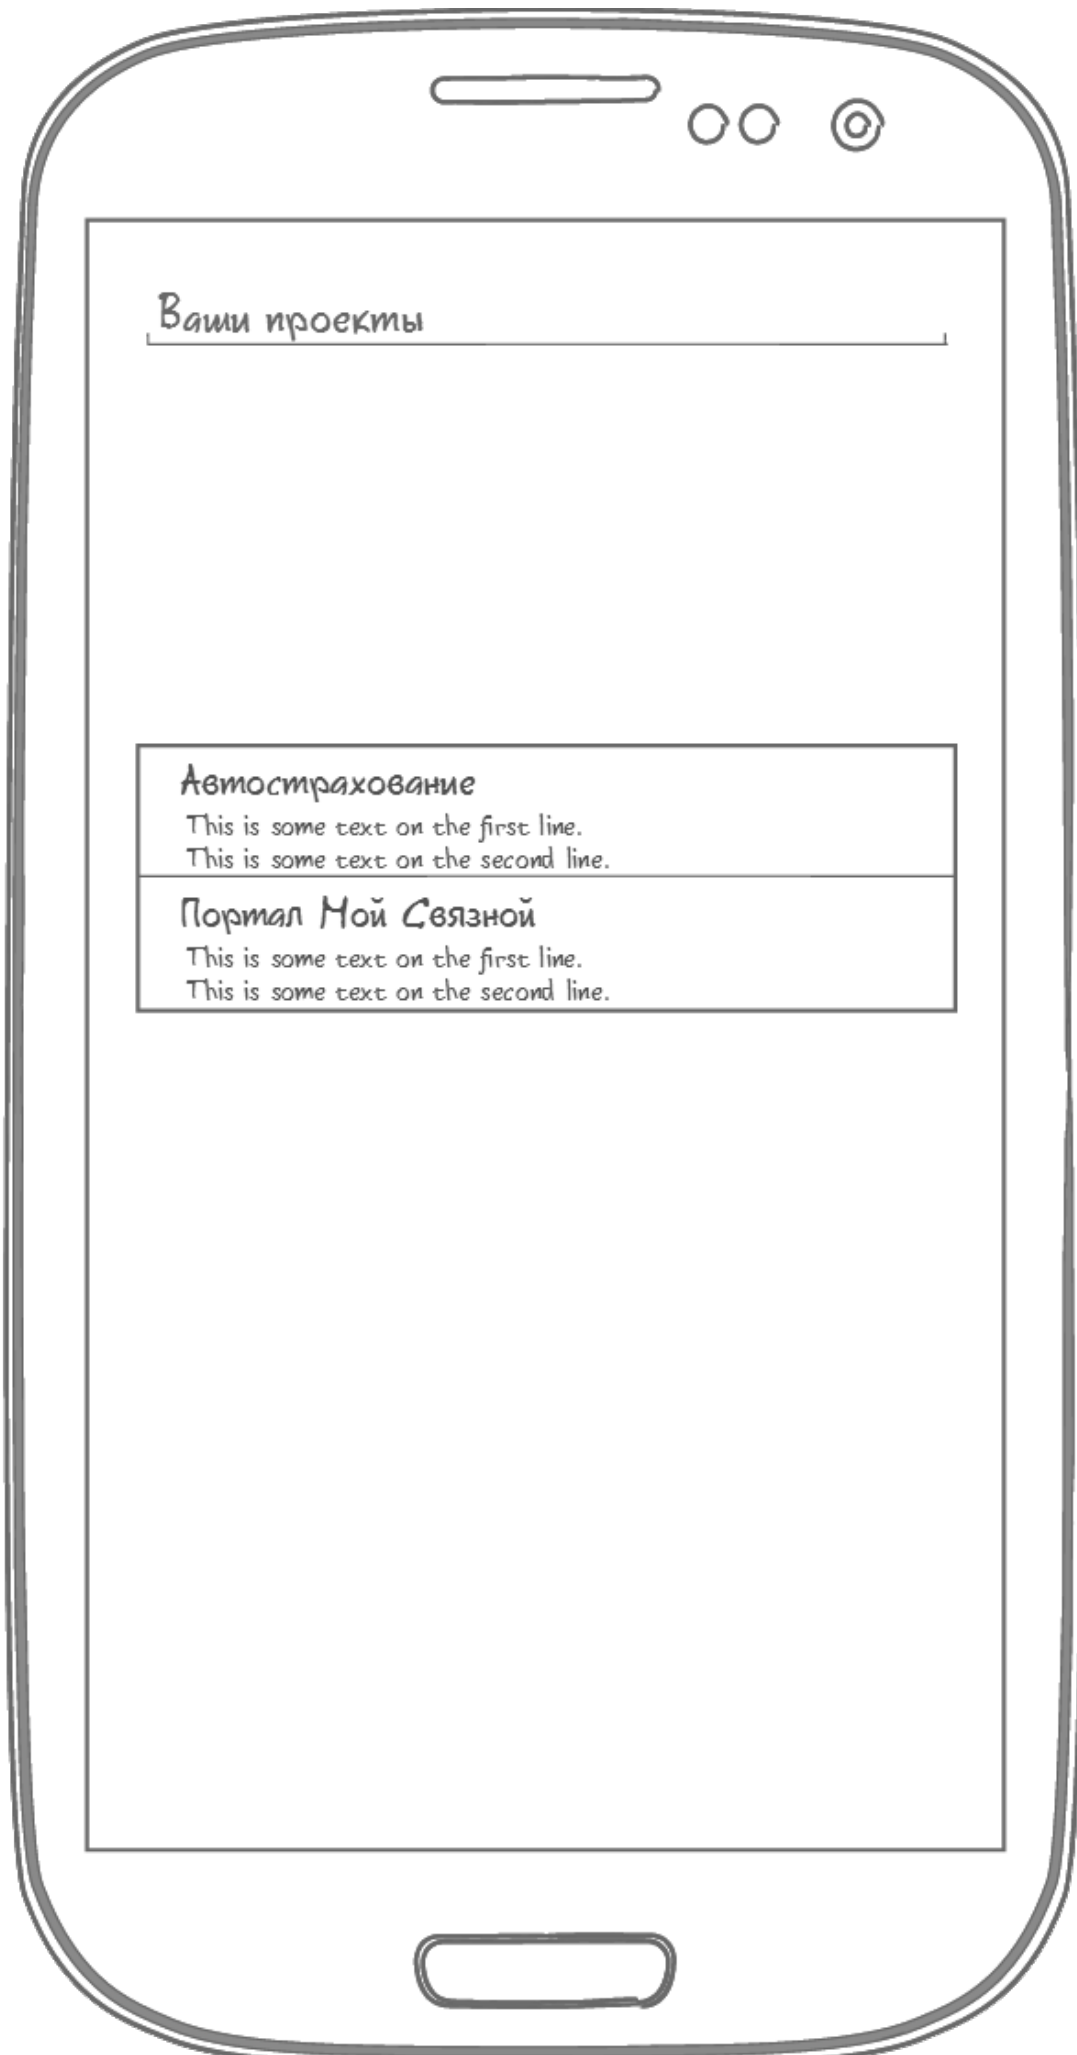 Ваши проекты
Автострахование
This is some text on the first line.
This is some text on the second line.
Портал Мой Связной
This is some text on the first line.
This is some text on the second line.